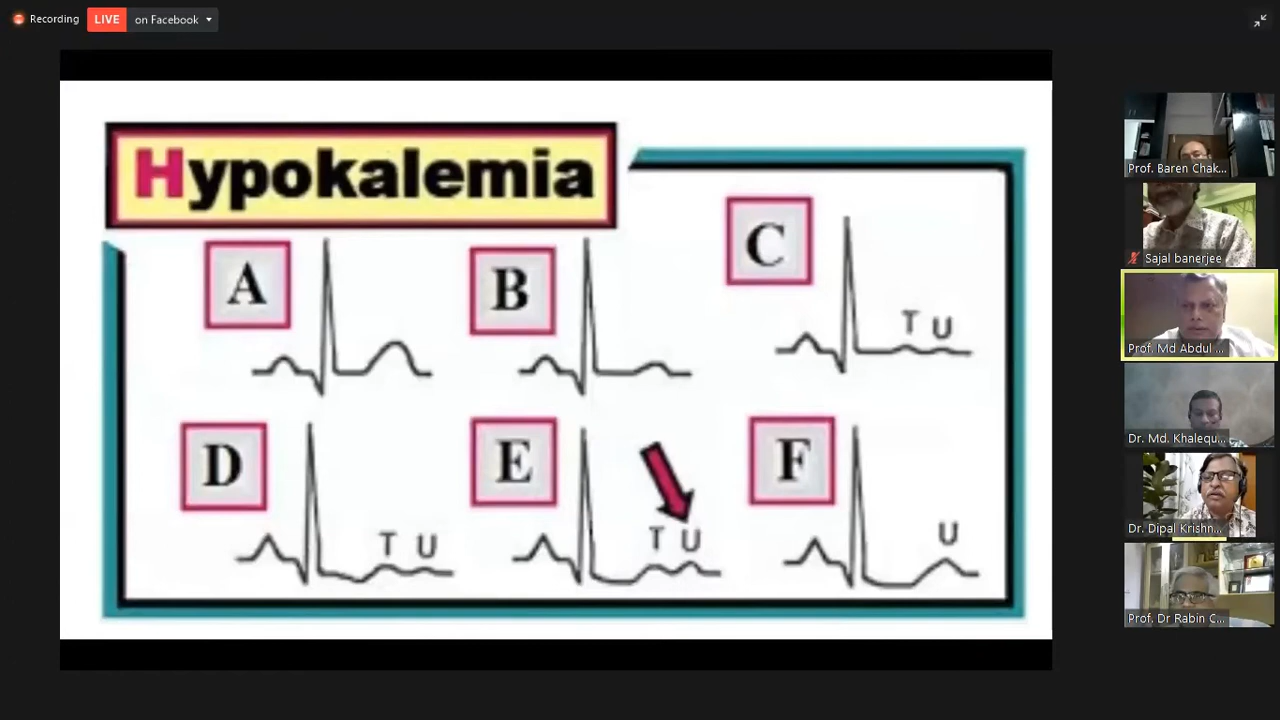 Recording
LIVE on Facebook
Hypokalemia
A
B
C
T U
D
T U
E
T U
F
U
Prof. Baren Chak...
Sajal banerjee
Prof. Md Abdul ...
Dr. Md. Khalequ...
Dr. Dipal Krishn...
Prof. Dr Rabin C...